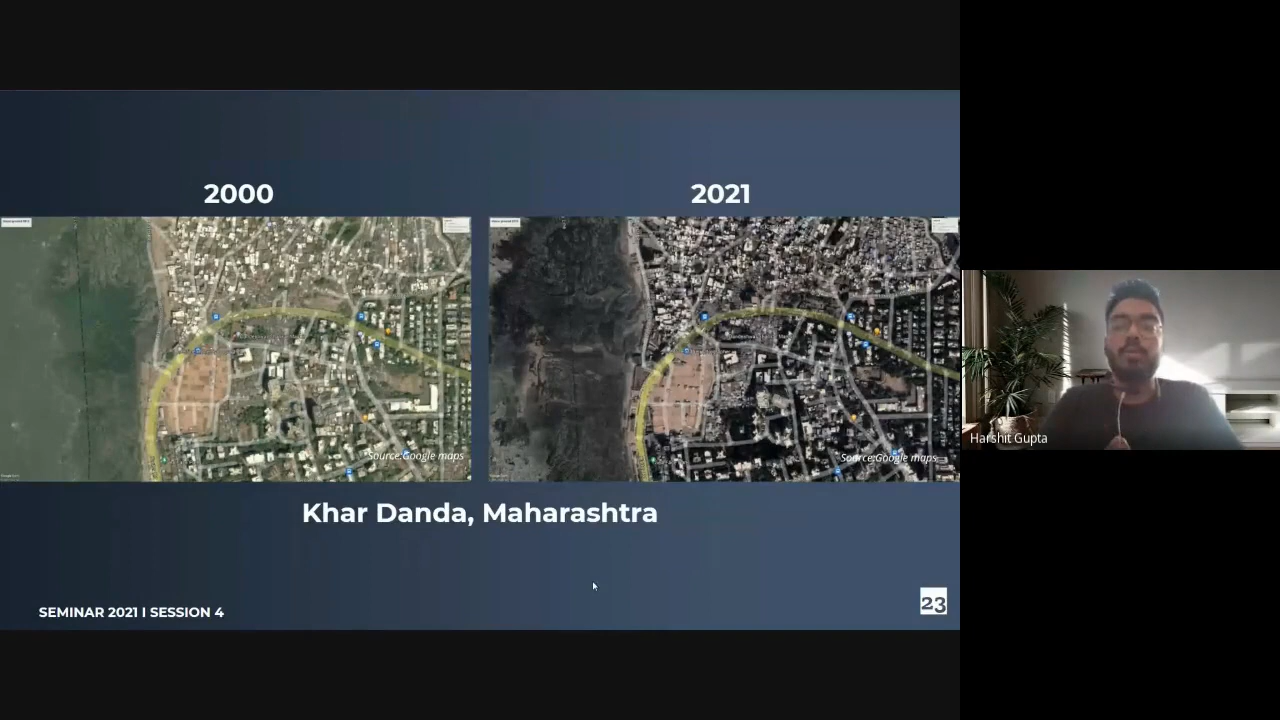 2000
2021
Source:Google maps
Source:Google maps
Khar Danda, Maharashtra
SEMINAR 2021 I SESSION 4
23
Harshit Gupta